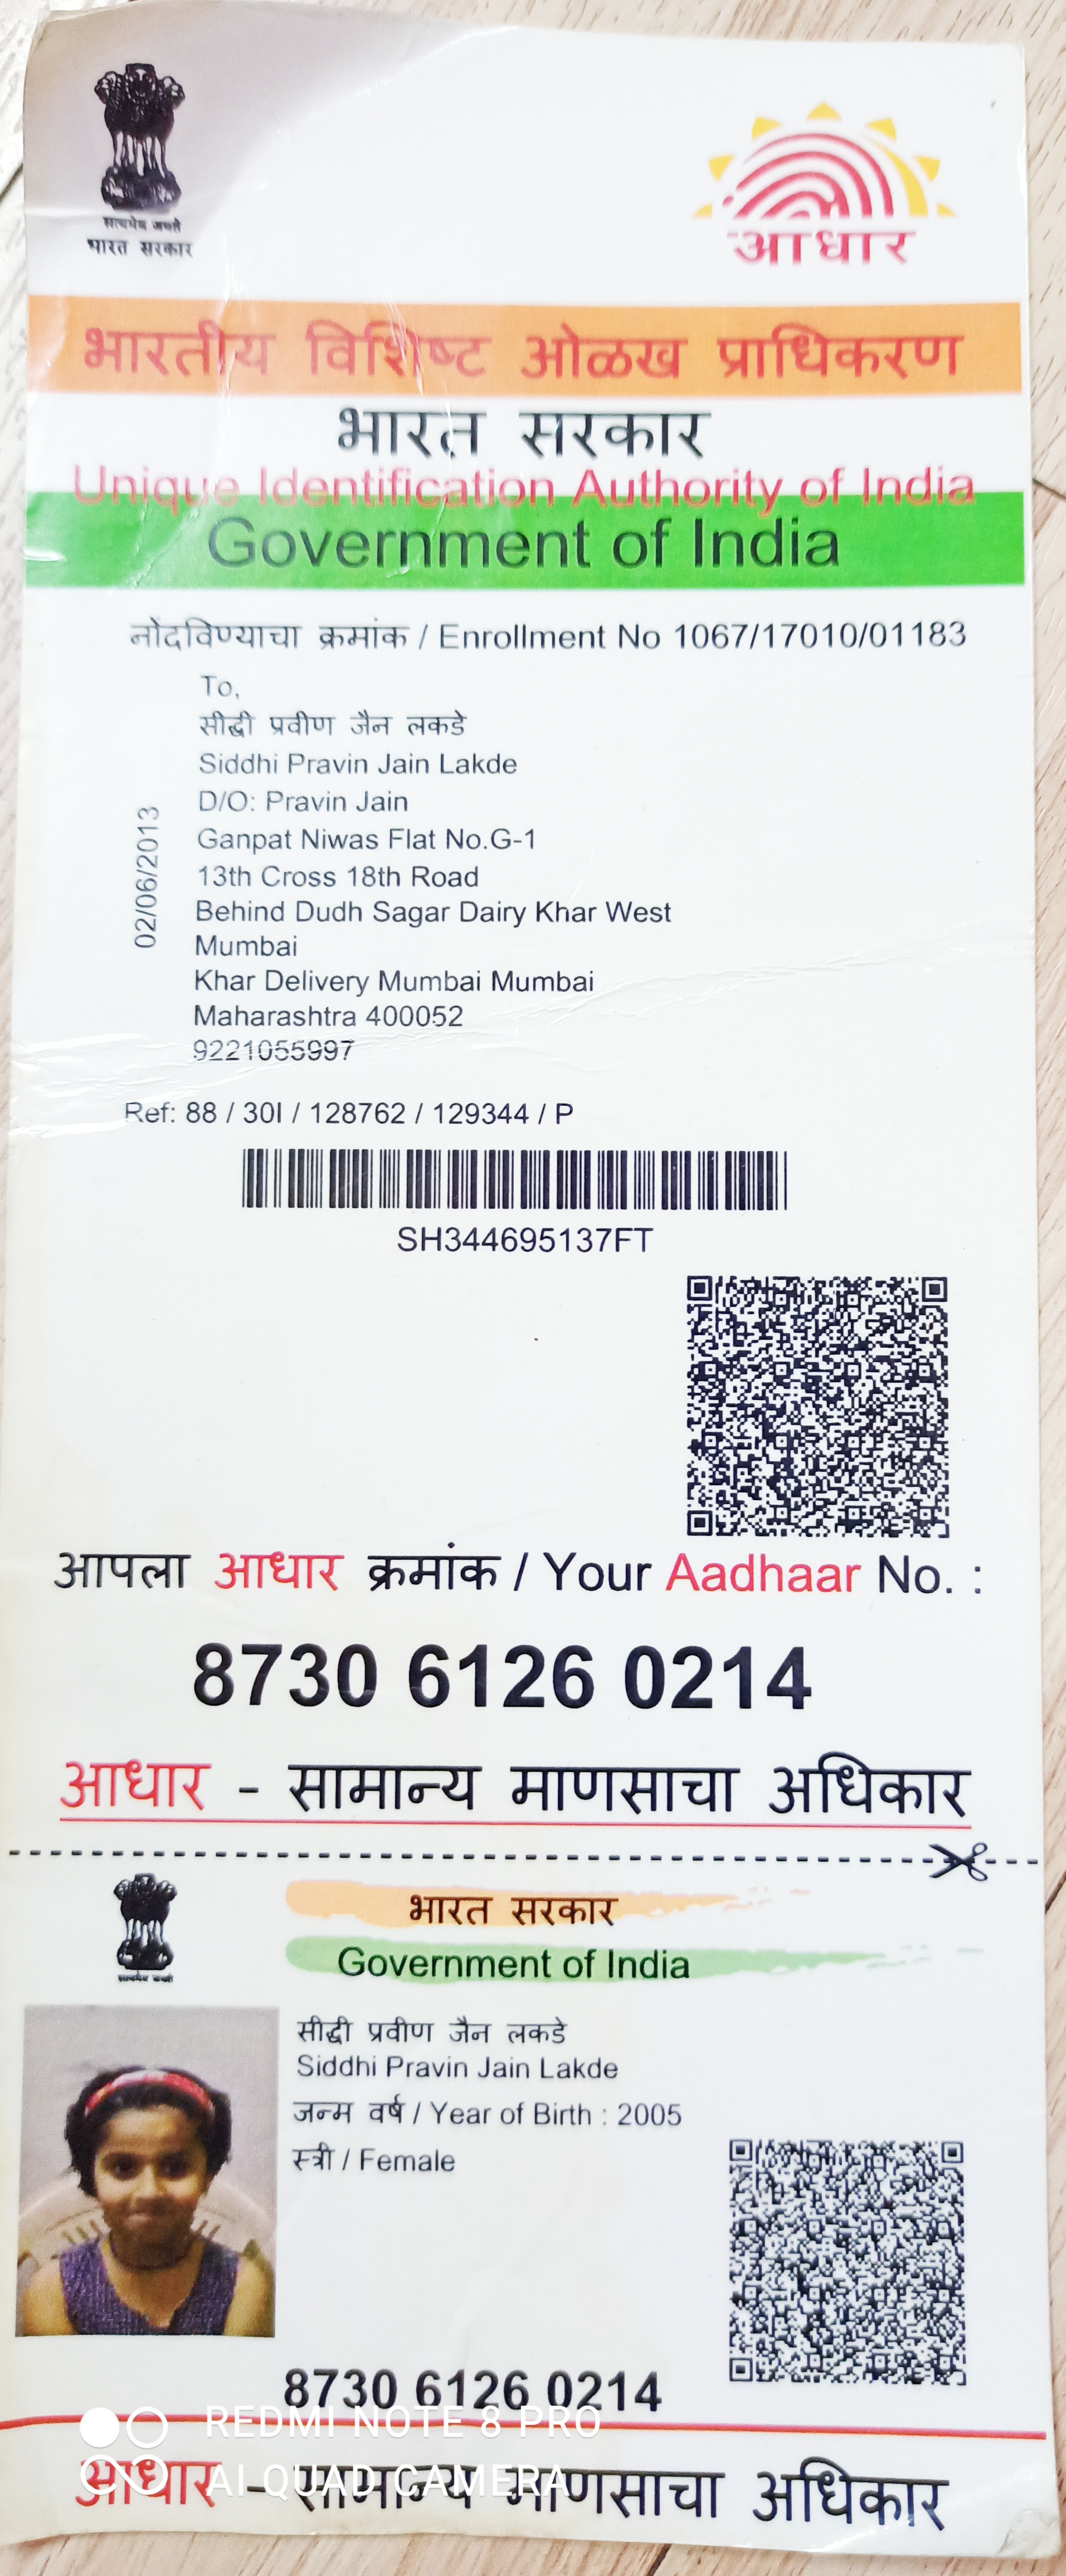 सत्यमेव जयते
भारत सरकार
आधार
भारतीय विशिष्ट ओळख प्राधिकरण
भारत सरकार
Unique Identification Authority of India
Government of India
नोंदविण्याचा क्रमांक / Enrollment No 1067/17010/01183
To,
सीद्धी प्रवीण जैन लकडे
Siddhi Pravin Jain Lakde
D/O: Pravin Jain
Ganpat Niwas Flat No.G-1
13th Cross 18th Road
Behind Dudh Sagar Dairy Khar West
Mumbai
Khar Delivery Mumbai Mumbai
Maharashtra 400052
9221055997
02/06/2013
Ref: 88 / 30I / 128762 / 129344 / P
SH344695137FT
आपला आधार क्रमांक / Your Aadhaar No. :
8730 6126 0214
आधार - सामान्य माणसाचा अधिकार
सत्यमेव जयते
भारत सरकार
Government of India
सीद्धी प्रवीण जैन लकडे
Siddhi Pravin Jain Lakde
जन्म वर्ष / Year of Birth : 2005
स्त्री / Female
8730 6126 0214
REDMI NOTE 8 PRO
AI QUAD CAMERA
आधार - सामान्य माणसाचा अधिकार